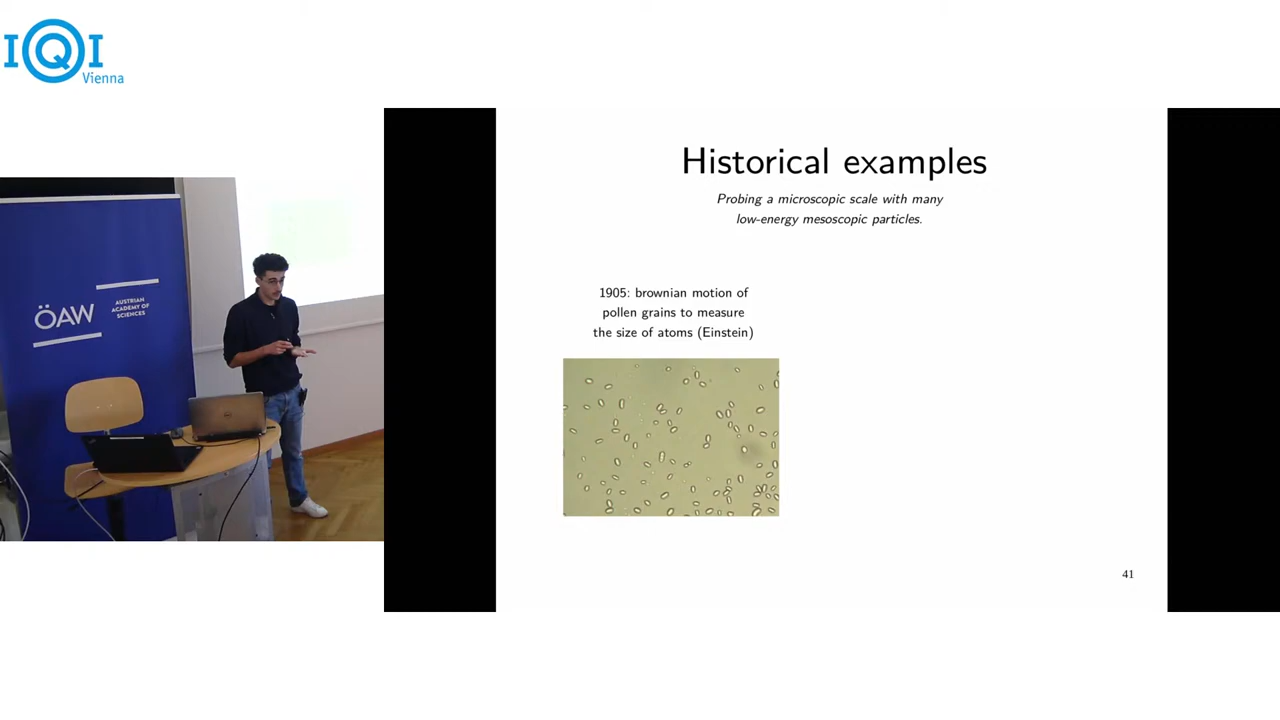 IQI
Vienna
ÖAW
AUSTRIAN
ACADEMY OF
SCIENCES
Historical examples
Probing a microscopic scale with many
low-energy mesoscopic particles.
1905: brownian motion of
pollen grains to measure
the size of atoms (Einstein)
41